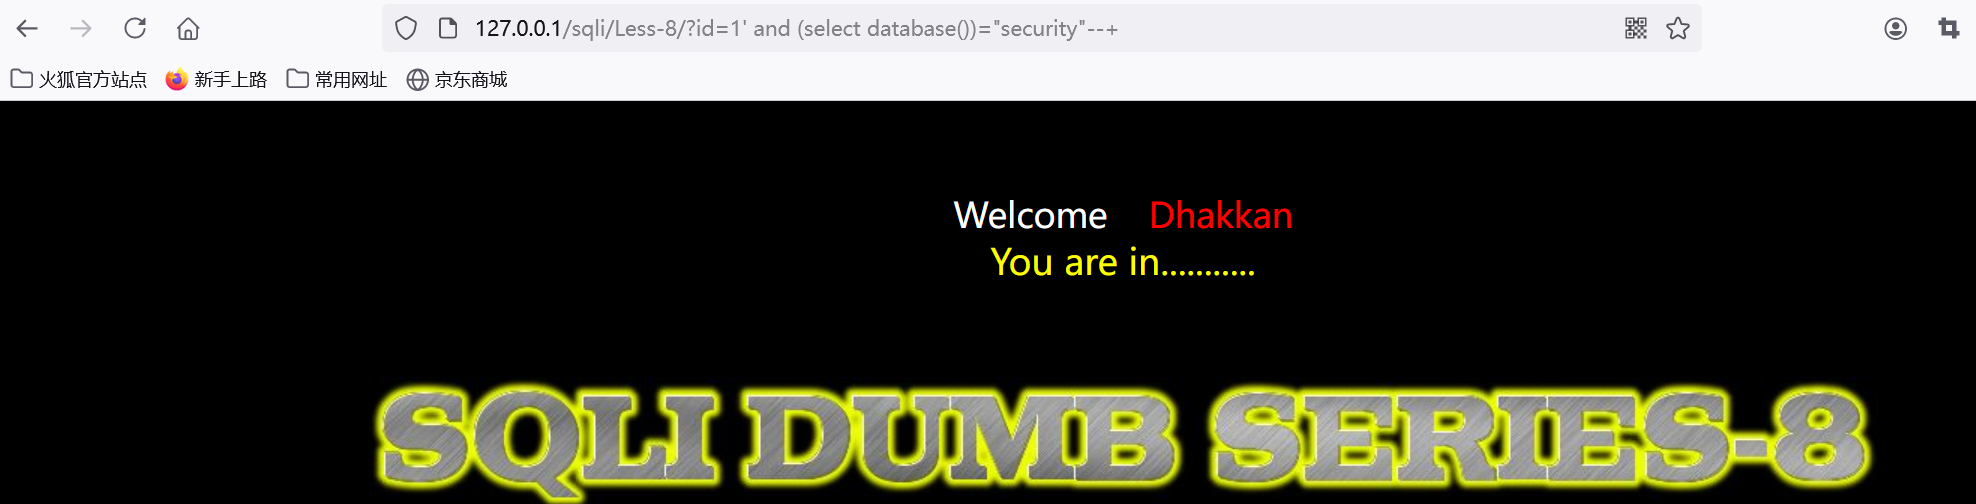 127.0.0.1/sqli/Less-8/?id=1' and (select database())="security"--+
火狐官方站点 新手上路 常用网址 京东商城
Welcome Dhakkan
You are in...........
SQLI DUMB SERIES-8